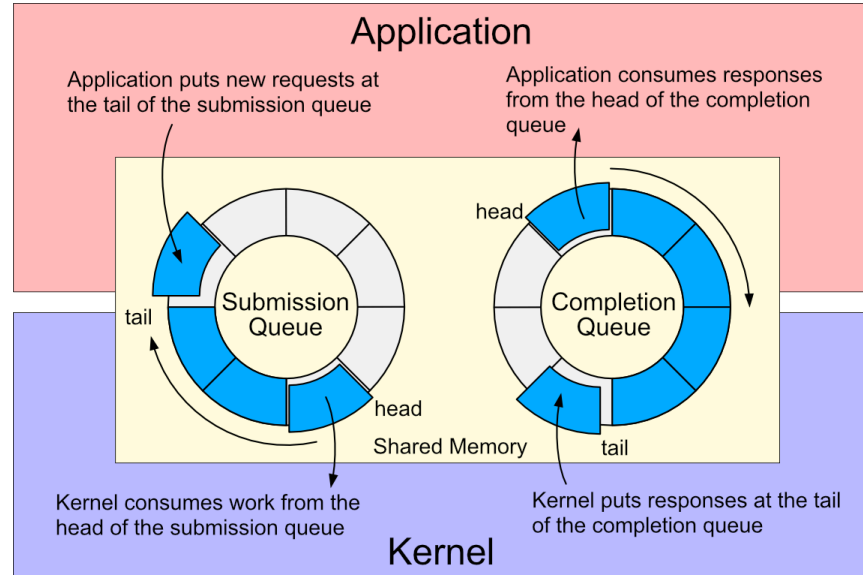 Application
Application puts new requests at
the tail of the submission queue
Application consumes responses
from the head of the completion
queue
head
Submission
Queue
Completion
Queue
tail
head
Shared Memory
tail
Kernel consumes work from the
head of the submission queue
Kernel puts responses at the tail
of the completion queue
Kernel